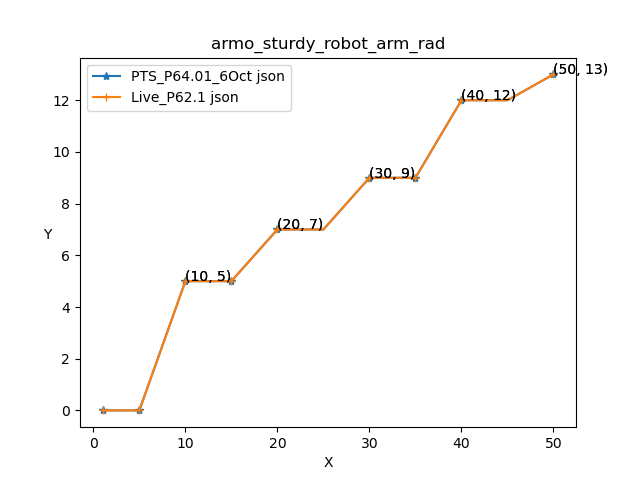 armo_sturdy_robot_arm_rad
PTS_P64.01_6Oct json
Live_P62.1 json
(50, 13)
(40, 12)
(30, 9)
(20, 7)
(10, 5)
Y
12
10
8
6
4
2
0
0 10 20 30 40 50
X